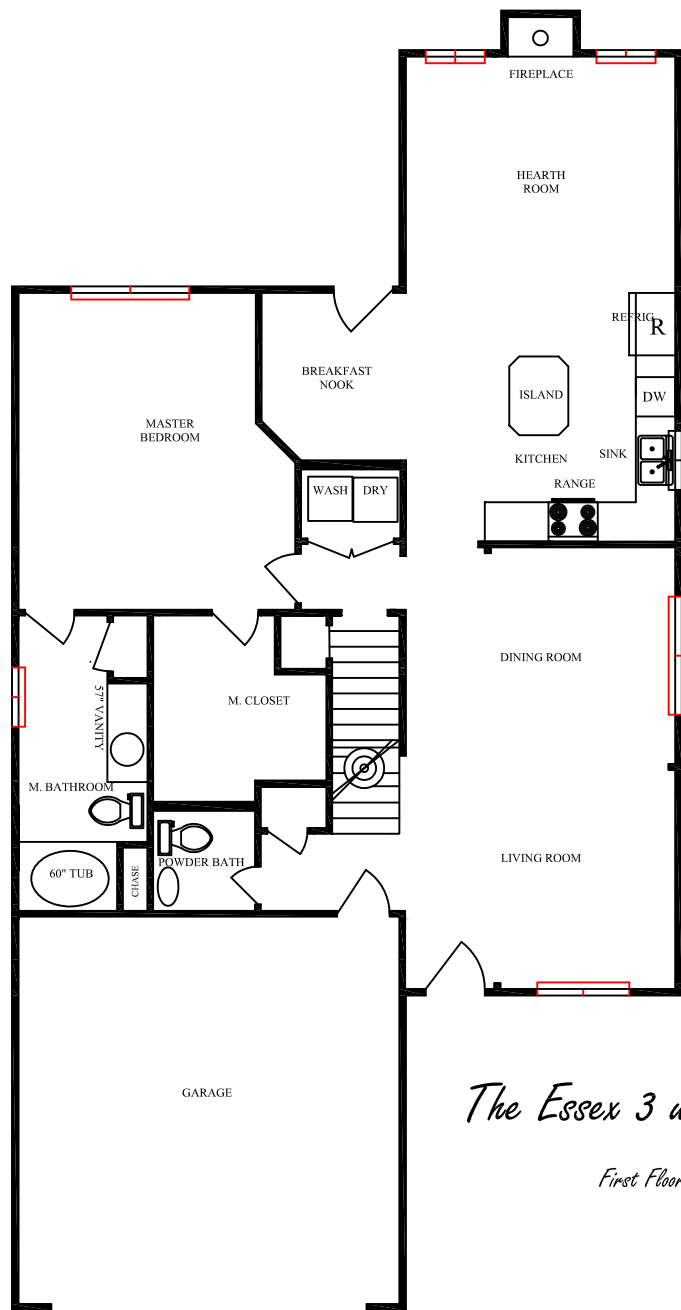 FIREPLACE
HEARTH
ROOM
REFRIG
R
BREAKFAST
NOOK
ISLAND
DW
MASTER
BEDROOM
KITCHEN
SINK
WASH
DRY
RANGE
DINING ROOM
57" VANITY
M. CLOSET
M. BATHROOM
POWDER BATH
LIVING ROOM
60" TUB
CHASE
GARAGE
The Essex 3
First Floor